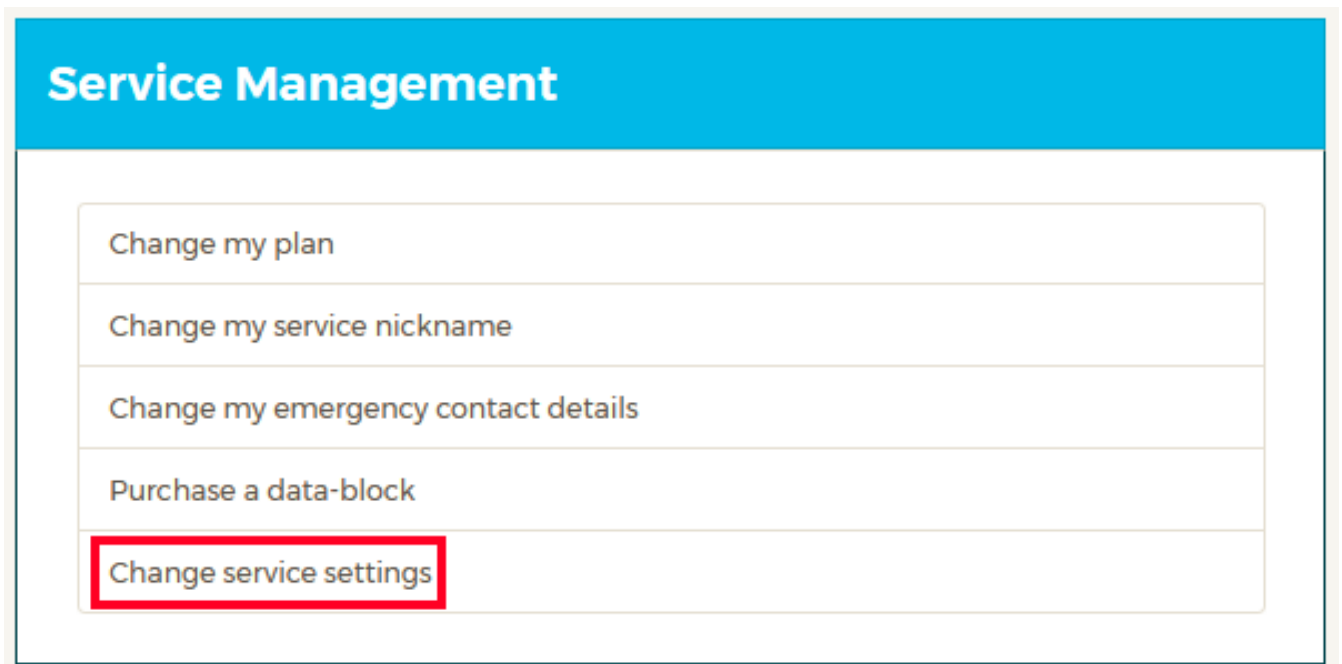 Service Management
Change my plan
Change my service nickname
Change my emergency contact details
Purchase a data-block
Change service settings